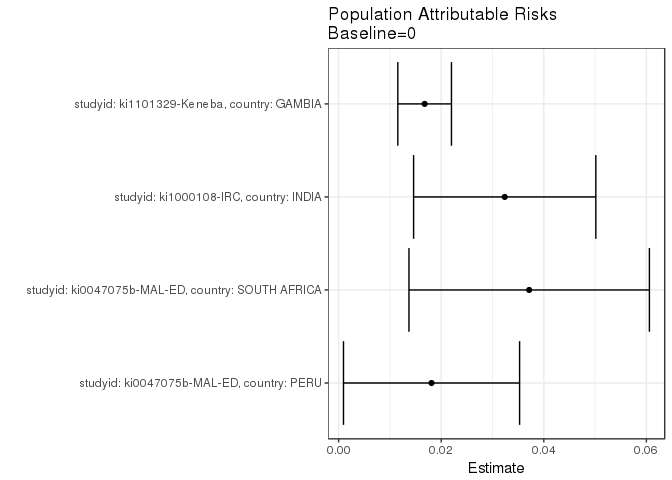 Population Attributable Risks
Baseline=0
studyid: ki1101329-Keneba, country: GAMBIA
studyid: ki1000108-IRC, country: INDIA
studyid: ki0047075b-MAL-ED, country: SOUTH AFRICA
studyid: ki0047075b-MAL-ED, country: PERU
0.00 0.02 0.04 0.06
Estimate